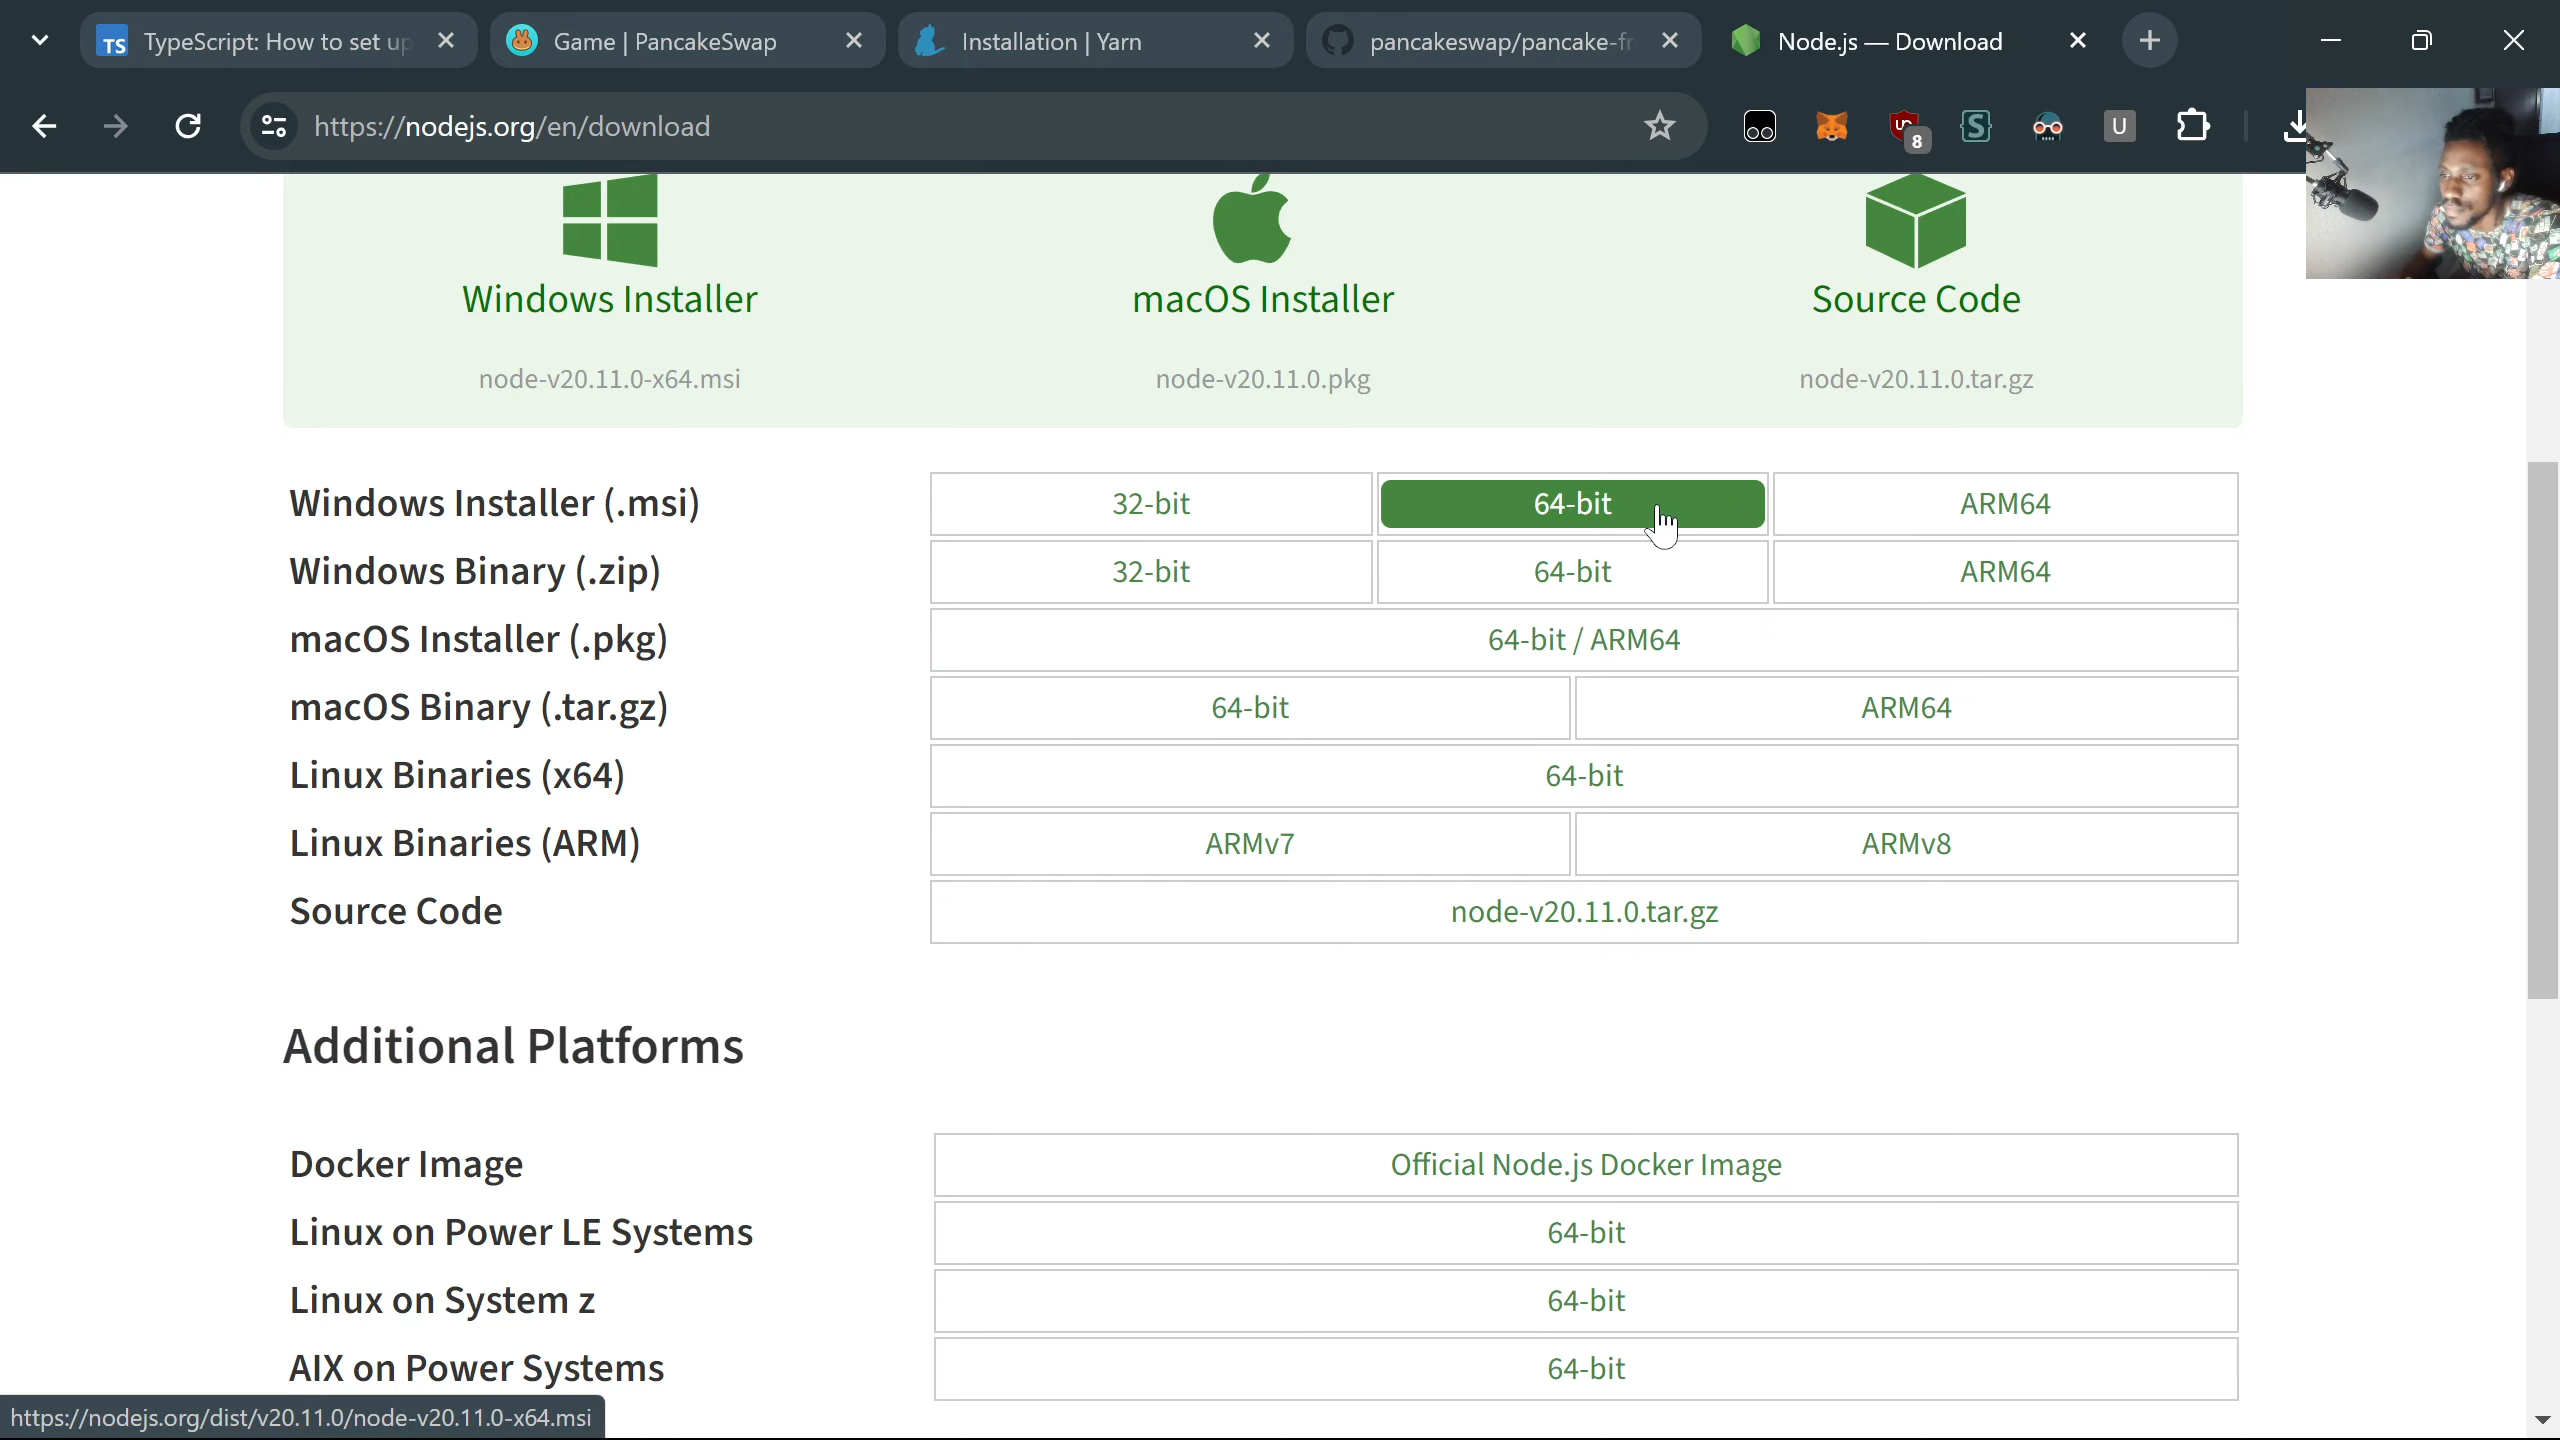 TS TypeScript: How to set up
Game | PancakeSwap
Installation | Yarn
pancakeswap/pancake-fr
Node.js — Download
https://nodejs.org/en/download
8
S
U
Windows Installer
macOS Installer
Source Code
node-v20.11.0-x64.msi
node-v20.11.0.pkg
node-v20.11.0.tar.gz
Windows Installer (.msi)
32-bit
64-bit
ARM64
Windows Binary (.zip)
32-bit
64-bit
ARM64
macOS Installer (.pkg)
64-bit / ARM64
macOS Binary (.tar.gz)
64-bit
ARM64
Linux Binaries (x64)
64-bit
Linux Binaries (ARM)
ARMv7
ARMv8
Source Code
node-v20.11.0.tar.gz
Additional Platforms
Docker Image
Official Node.js Docker Image
Linux on Power LE Systems
64-bit
Linux on System z
64-bit
AIX on Power Systems
64-bit
https://nodejs.org/dist/v20.11.0/node-v20.11.0-x64.msi